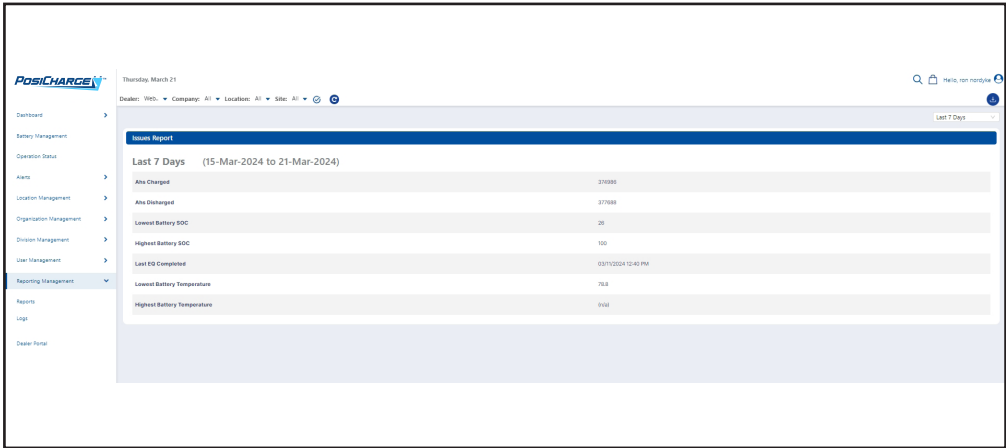 POSICHARGE
Thursday, March 21
Hello, ron nordyke
Dealer: Web, Company: All Location: All Site: All
Last 7 Days
Dashboard
Battery Management
Operation Status
Alerts
Location Management
Organization Management
Division Management
User Management
Reporting Management
Reports
Logs
Dealer Portal
Issues Report
Last 7 Days (15-Mar-2024 to 21-Mar-2024)
Ahs Charged 374986
Ahs Disharged 377688
Lowest Battery SOC 26
Highest Battery SOC 100
Last EQ Completed 03/11/2024 12:40 PM
Lowest Battery Temperature 79.8
Highest Battery Temperature